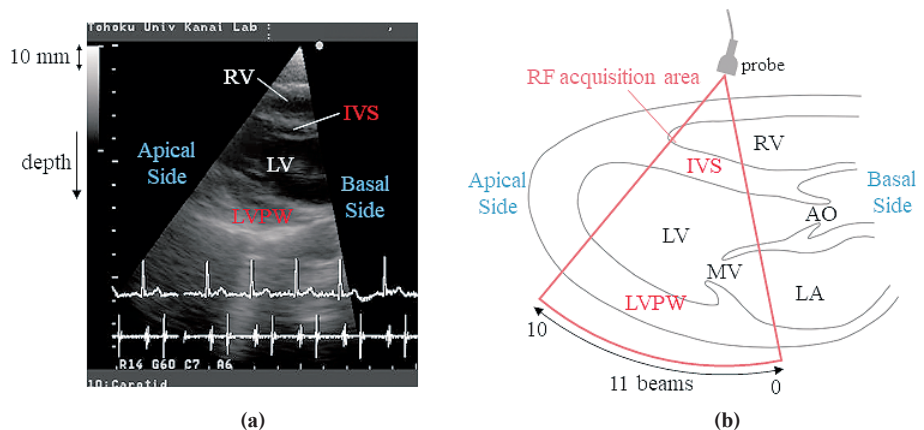 Tohoku Univ Kanai Lab
10 mm
RV
IVS
depth
Apical
Side
LV
Basal
Side
LVPW
R14 G60 C7 A6
10:Carotid
(a)
probe
RF acquisition area
RV
IVS
Apical
Side
Basal
Side
AO
LV
MV
LA
LVPW
10
11 beams
0
(b)